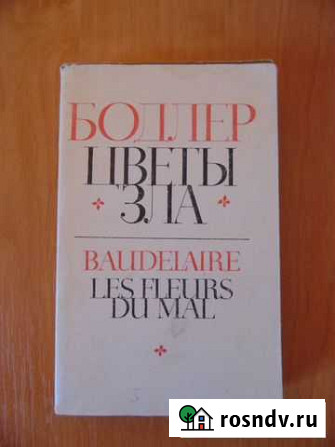 БОДЛЕР
ЦВЕТЫ
ЗЛА
BAUDELAIRE
LES FLEURS
DU MAL
rosndv.ru